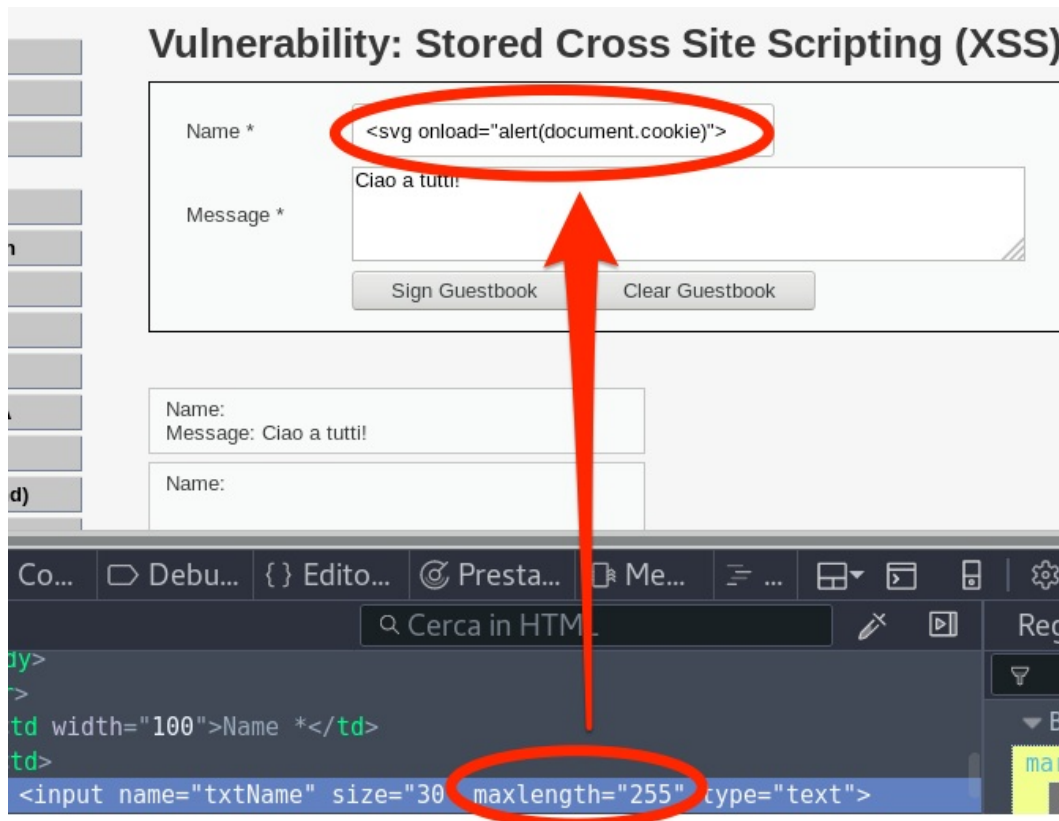 Vulnerability: Stored Cross Site Scripting (XSS)
Name *
<svg onload="alert(document.cookie)">
Message *
Ciao a tutti!
Sign Guestbook
Clear Guestbook
Name:
Message: Ciao a tutti!
Name:
d)
Co... Debu... {} Edito... Presta... Me... ...
Cerca in HTML
Reg
dy>
r>
td width="100">Name *</td>
td>
<input name="txtName" size="30 maxlength="255" type="text">
mar